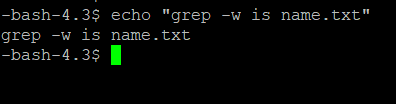 -bash-4.3$ echo "grep -w is name.txt"
grep -w is name.txt
-bash-4.3$